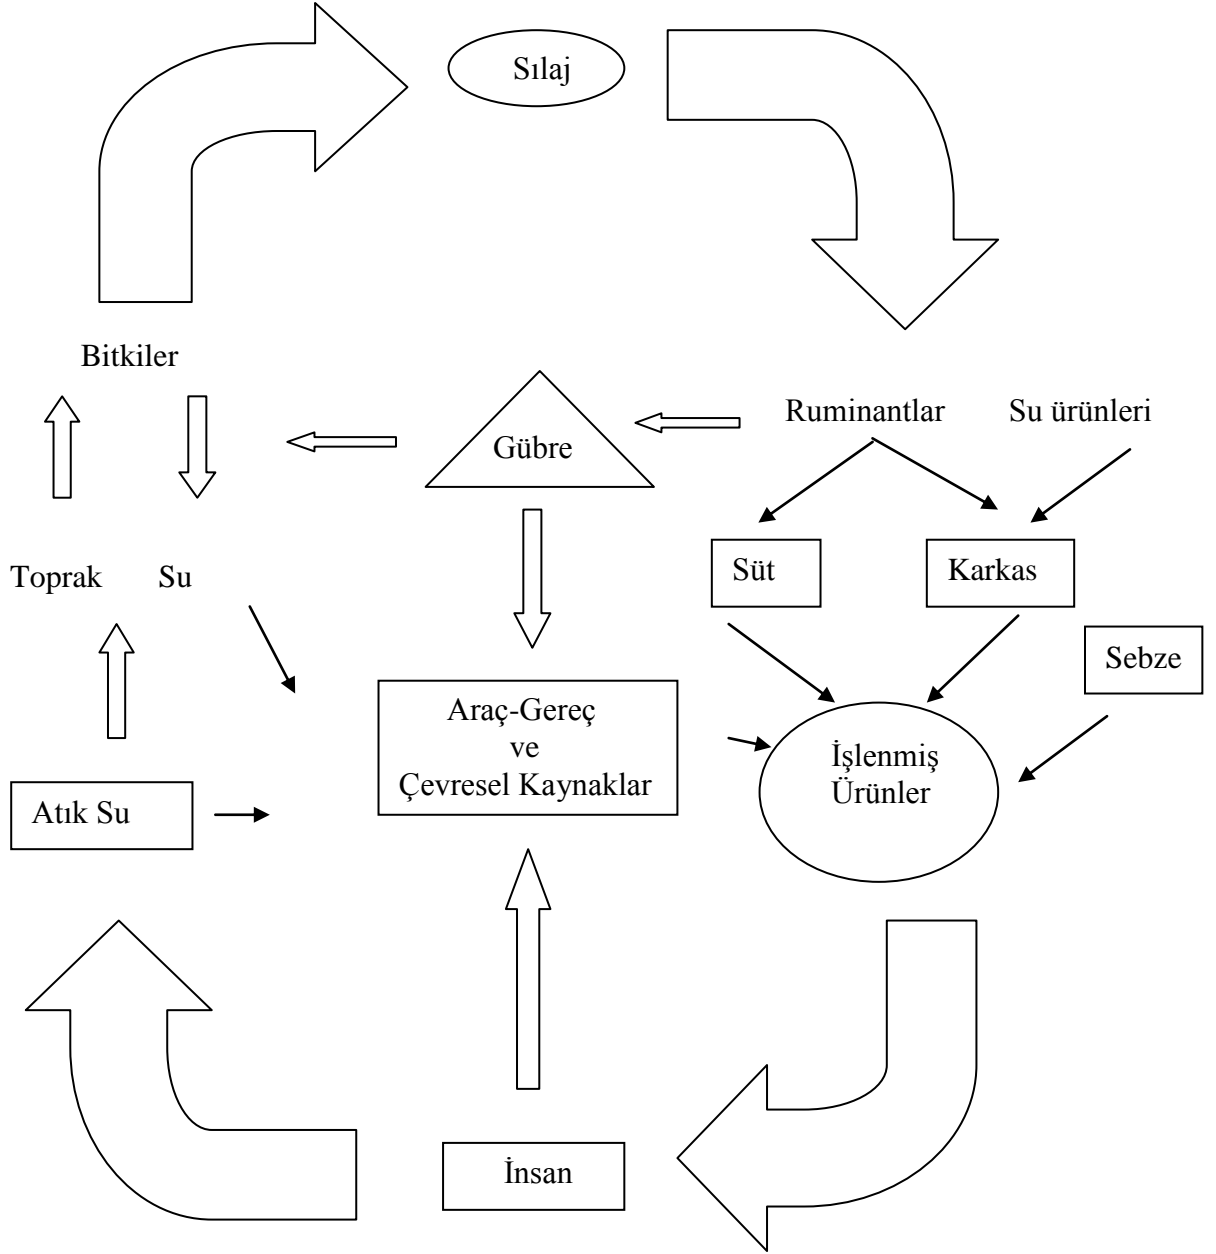 Sılaj
Bitkiler
Ruminantlar
Su ürünleri
Gübre
Toprak
Su
Süt
Karkas
Sebze
Araç-Gereç
ve
Çevresel Kaynaklar
İşlenmiş
Ürünler
Atık Su
İnsan